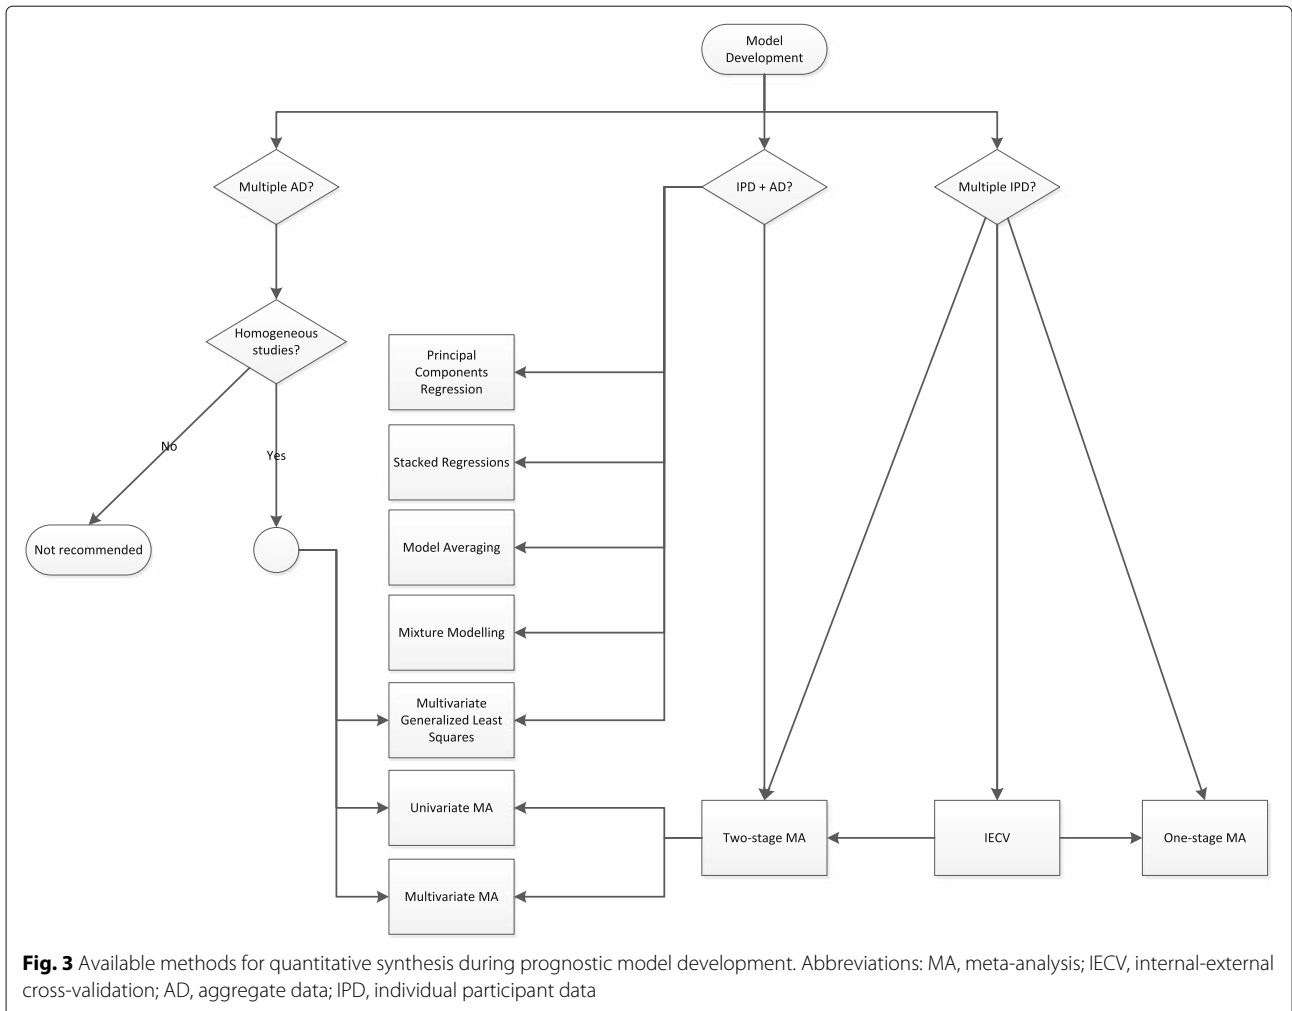 Model
Development
Multiple AD?
IPD + AD?
Multiple IPD?
Homogeneous
studies?
No
Yes
Not recommended
Principal
Components
Regression
Stacked Regressions
Model Averaging
Mixture Modelling
Multivariate
Generalized Least
Squares
Univariate MA
Multivariate MA
Two-stage MA
IECV
One-stage MA
Fig. 3 Available methods for quantitative synthesis during prognostic model development. Abbreviations: MA, meta-analysis; IECV, internal-external
cross-validation; AD, aggregate data; IPD, individual participant data